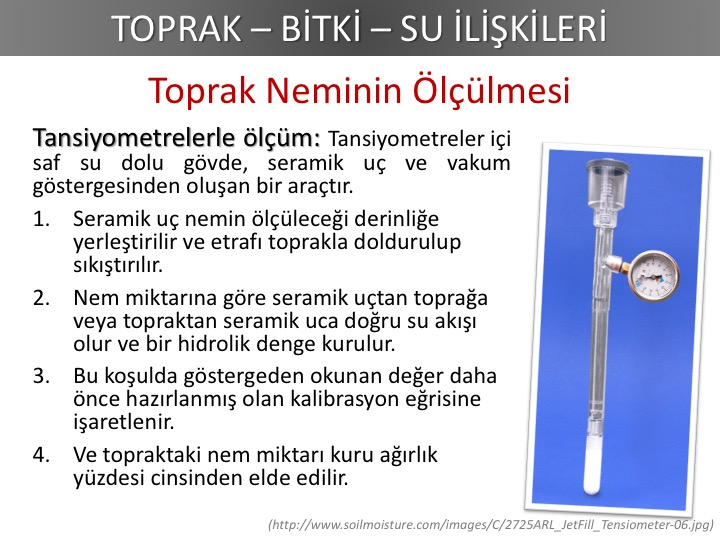 TOPRAK – BİTKİ – SU İLİŞKİLERİ
Toprak Neminin Ölçülmesi
Tansiyometrelerle ölçüm: Tansiyometreler içi
saf su dolu gövde, seramik uç ve vakum
göstergesinden oluşan bir araçtır.
1. Seramik uç nemin ölçüleceği derinliğe
yerleştirilir ve etrafı toprakla doldurulup
sıkıştırılır.
2. Nem miktarına göre seramik uçtan toprağa
veya topraktan seramik uca doğru su akışı
olur ve bir hidrolik denge kurulur.
3. Bu koşulda göstergeden okunan değer daha
önce hazırlanmış olan kalibrasyon eğrisine
işaretlenir.
4. Ve topraktaki nem miktarı kuru ağırlık
yüzdesi cinsinden elde edilir.
(http://www.soilmoisture.com/images/C/2725ARL_JetFill_Tensiometer-06.jpg)